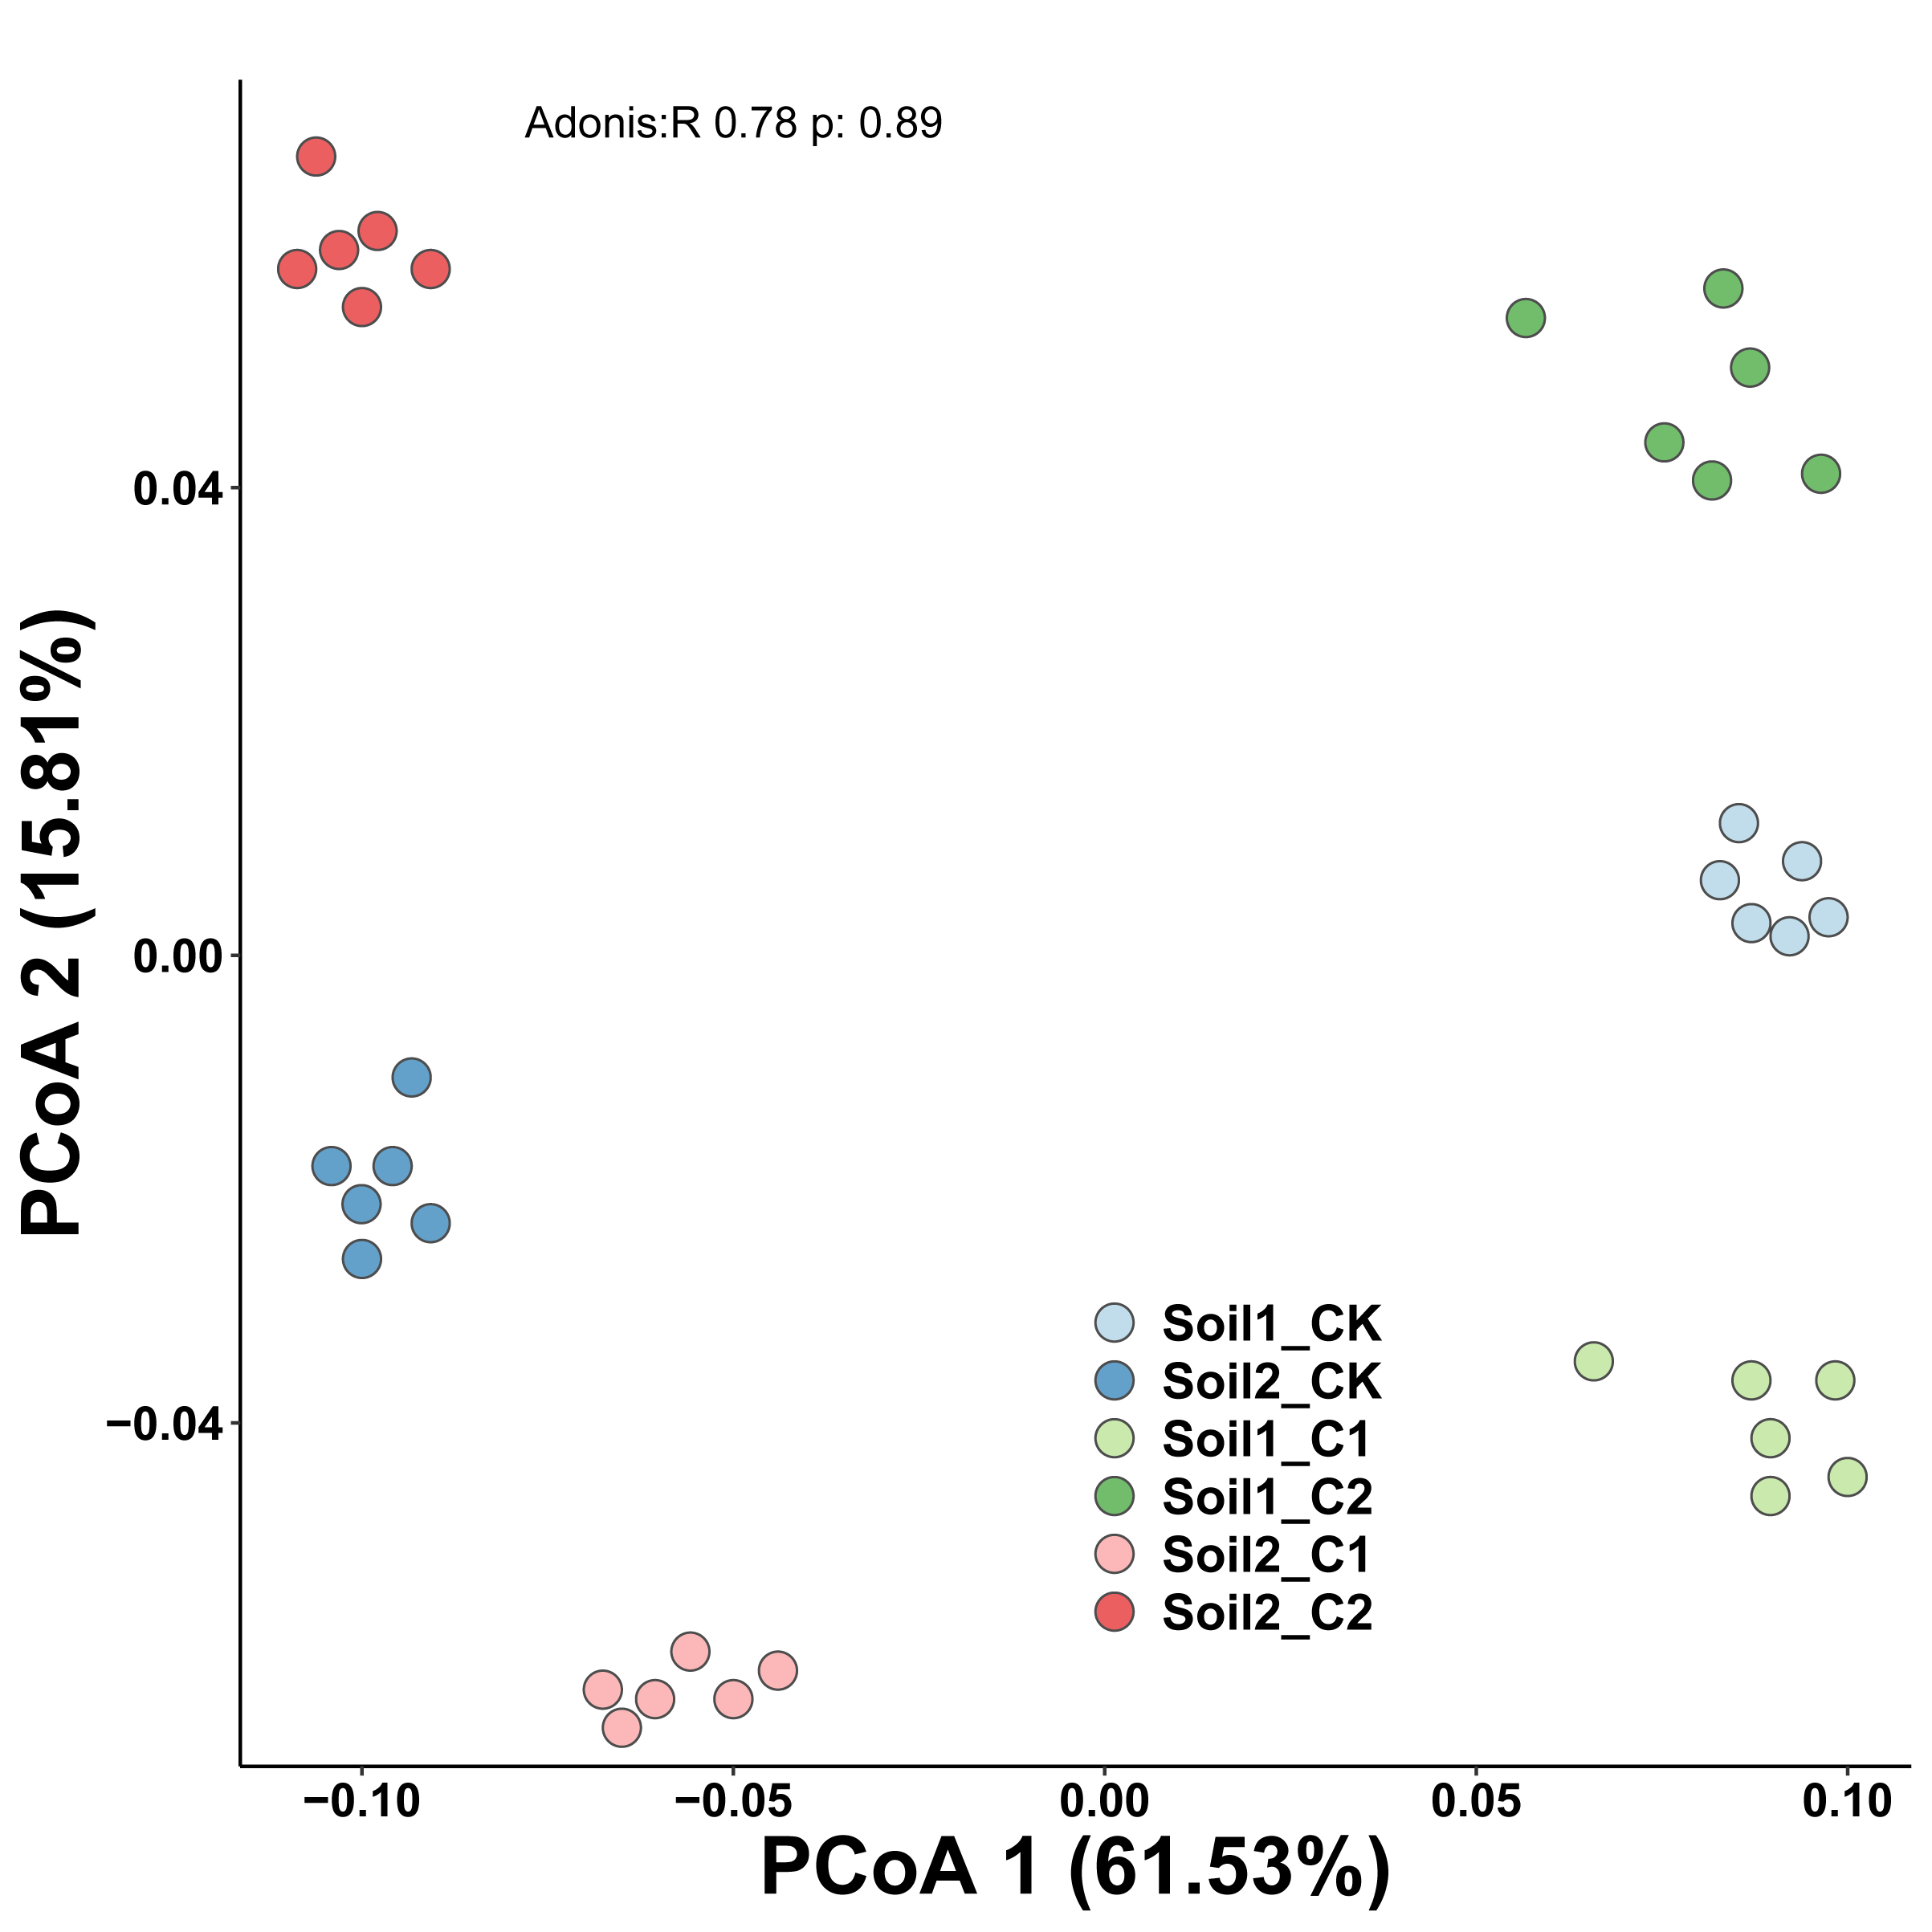 Adonis:R 0.78 p: 0.89
PCoA 2 (15.81%)
0.04
0.00
−0.04
Soil1_CK
Soil2_CK
Soil1_C1
Soil1_C2
Soil2_C1
Soil2_C2
−0.10
−0.05
0.00
0.05
0.10
PCoA 1 (61.53%)